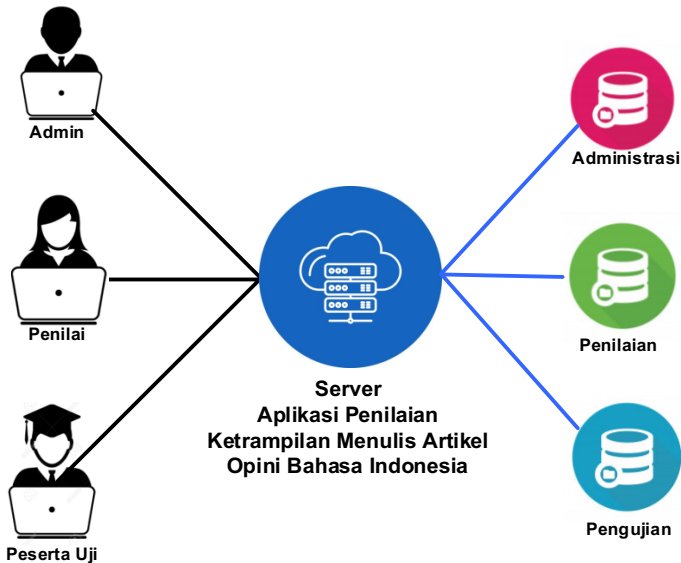 Admin
Administrasi
Penilai
Penilaian
Server
Aplikasi Penilaian
Ketrampilan Menulis Artikel
Opini Bahasa Indonesia
Pengujian
Peserta Uji